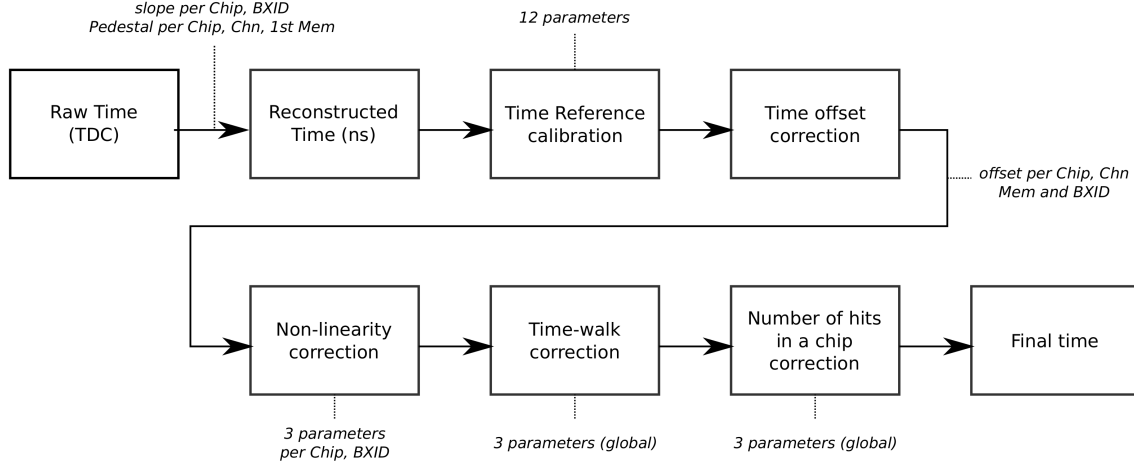 slope per Chip, BXID
Pedestal per Chip, Chn, 1st Mem
12 parameters
Raw Time
(TDC)
Reconstructed
Time (ns)
Time Reference
calibration
Time offset
correction
offset per Chip, Chn
Mem and BXID
Non-linearity
correction
Time-walk
correction
Number of hits
in a chip
correction
Final time
3 parameters
per Chip, BXID
3 parameters (global)
3 parameters (global)